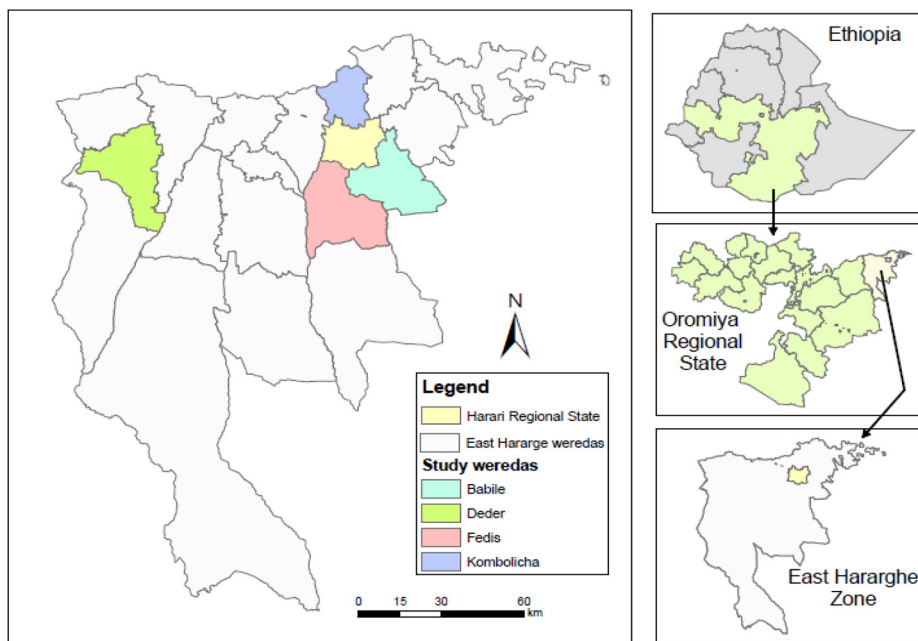 N
Legend
Harari Regional State
East Hararge weredas
Study weredas
Babile
Deder
Fedis
Kombolicha
0 15 30 60
km
Ethiopia
Oromiya
Regional
State
East Hararghe
Zone